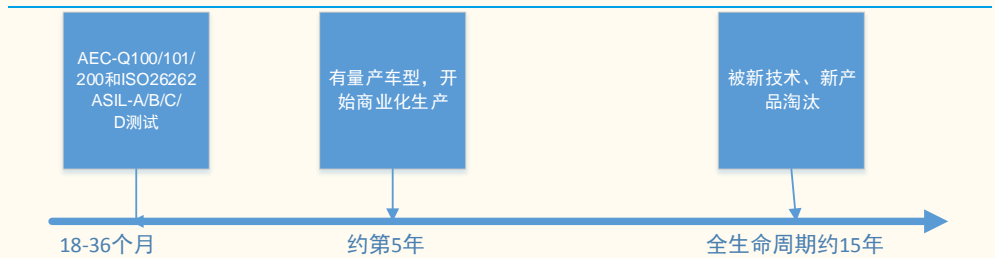 AEC-Q100/101/
200和ISO26262
ASIL-A/B/C/
D测试
有量产车型，开
始商业化生产
被新技术、新产
品淘汰
18-36个月
约第5年
全生命周期约15年